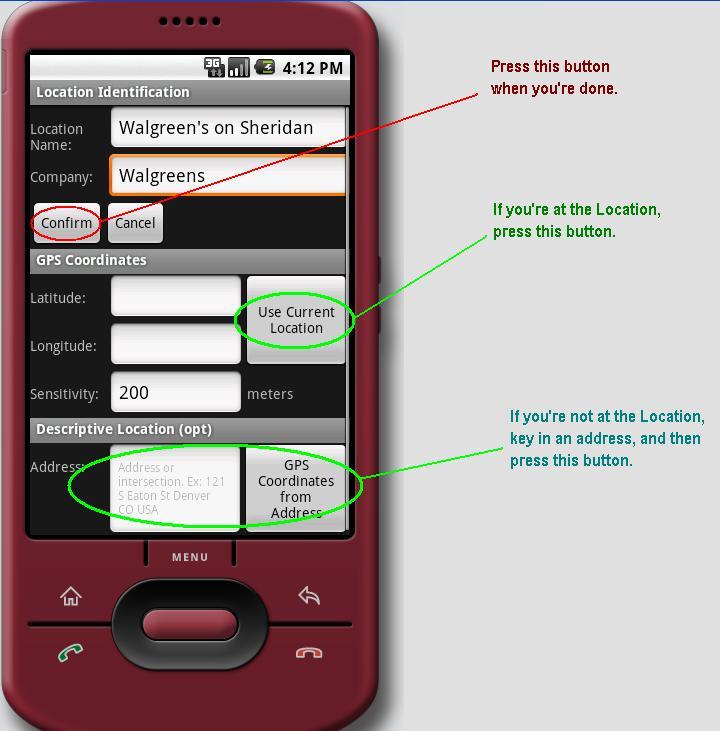 3G 4:12 PM
Location Identification
Location
Name:
Walgreen's on Sheridan
Company:
Walgreens
Confirm
Cancel
GPS Coordinates
Latitude:
Use Current
Location
Longitude:
Sensitivity:
200
meters
Descriptive Location (opt)
Address:
Address or
intersection. Ex: 121
S Eaton St Denver
CO USA
GPS
Coordinates
from
Address
MENU
Press this button
when you're done.
If you're at the Location,
press this button.
If you're not at the Location,
key in an address, and then
press this button.